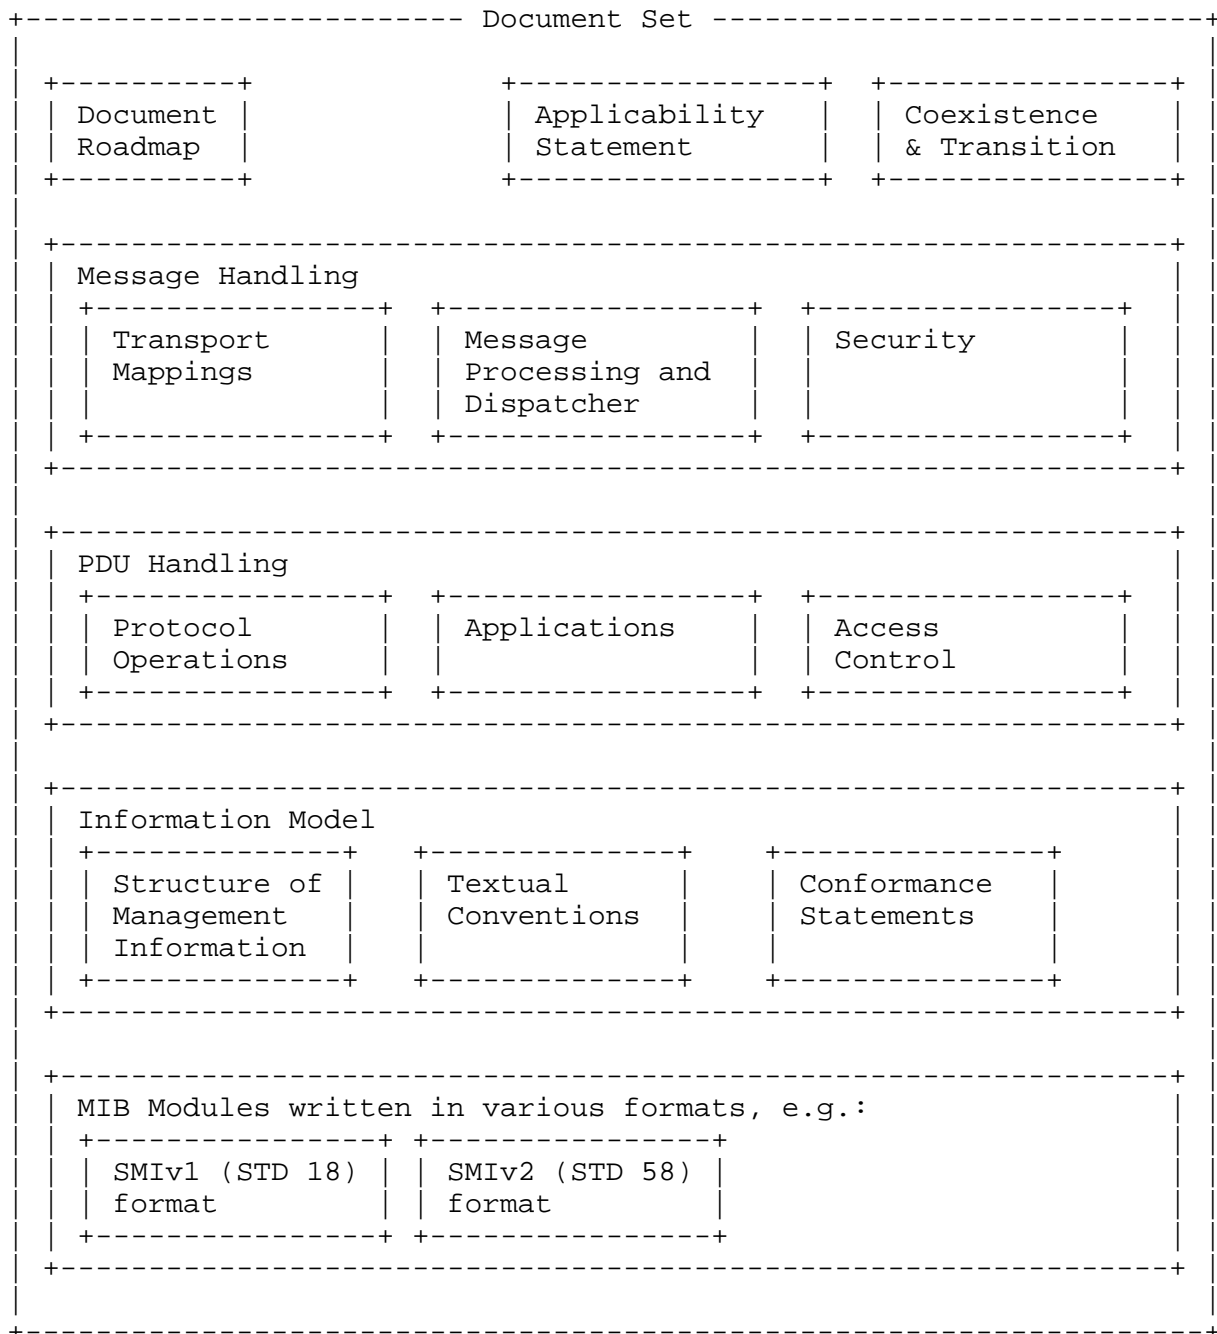 Document Set
Document Applicability Coexistence
Roadmap Statement & Transition
Message Handling
Transport Message Security
Mappings Processing and
Dispatcher
PDU Handling
Protocol Applications Access
Operations Control
Information Model
Structure of Textual Conformance
Management Conventions Statements
Information
MIB Modules written in various formats, e.g.:
SMIv1 (STD 18) SMIv2 (STD 58)
format format